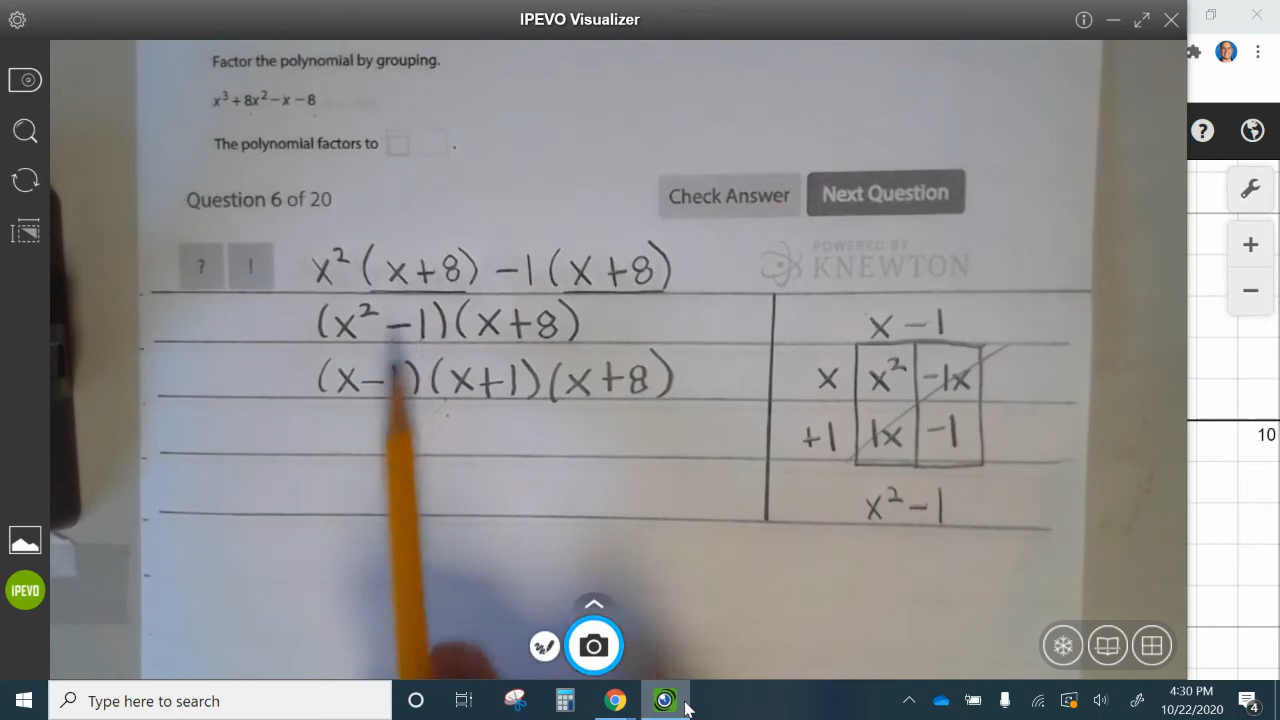 IPEVO Visualizer
Factor the polynomial by grouping.
x³ + 8x² − x − 8
The polynomial factors to .
Question 6 of 20
Check Answer
Next Question
? !
POWERED BY
KNEWTON
x² (x+8) −1 (x+8)
(x² −1)(x+8)
(x−1)(x+1)(x+8)
x −1
x x² −1x
+1 1x −1
x² −1
10
IPEVO
Type here to search
4:30 PM
10/22/2020
4